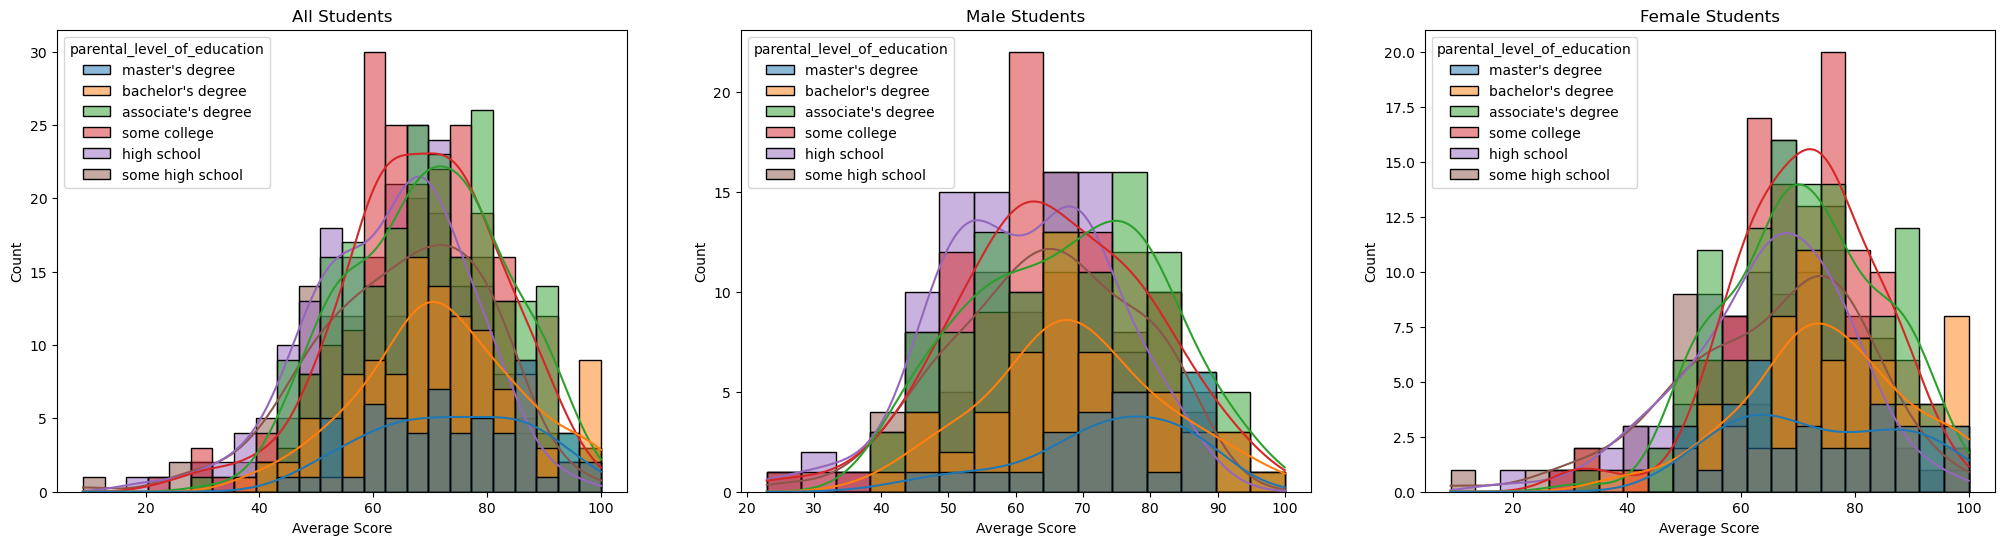 All Students
parental_level_of_education
master's degree
bachelor's degree
associate's degree
some college
high school
some high school
30
25
20
15
10
5
0
Count
20 40 60 80 100
Average Score
Male Students
parental_level_of_education
master's degree
bachelor's degree
associate's degree
some college
high school
some high school
20
15
10
5
0
Count
20 30 40 50 60 70 80 90 100
Average Score
Female Students
parental_level_of_education
master's degree
bachelor's degree
associate's degree
some college
high school
some high school
20.0
17.5
15.0
12.5
10.0
7.5
5.0
2.5
0.0
Count
20 40 60 80 100
Average Score